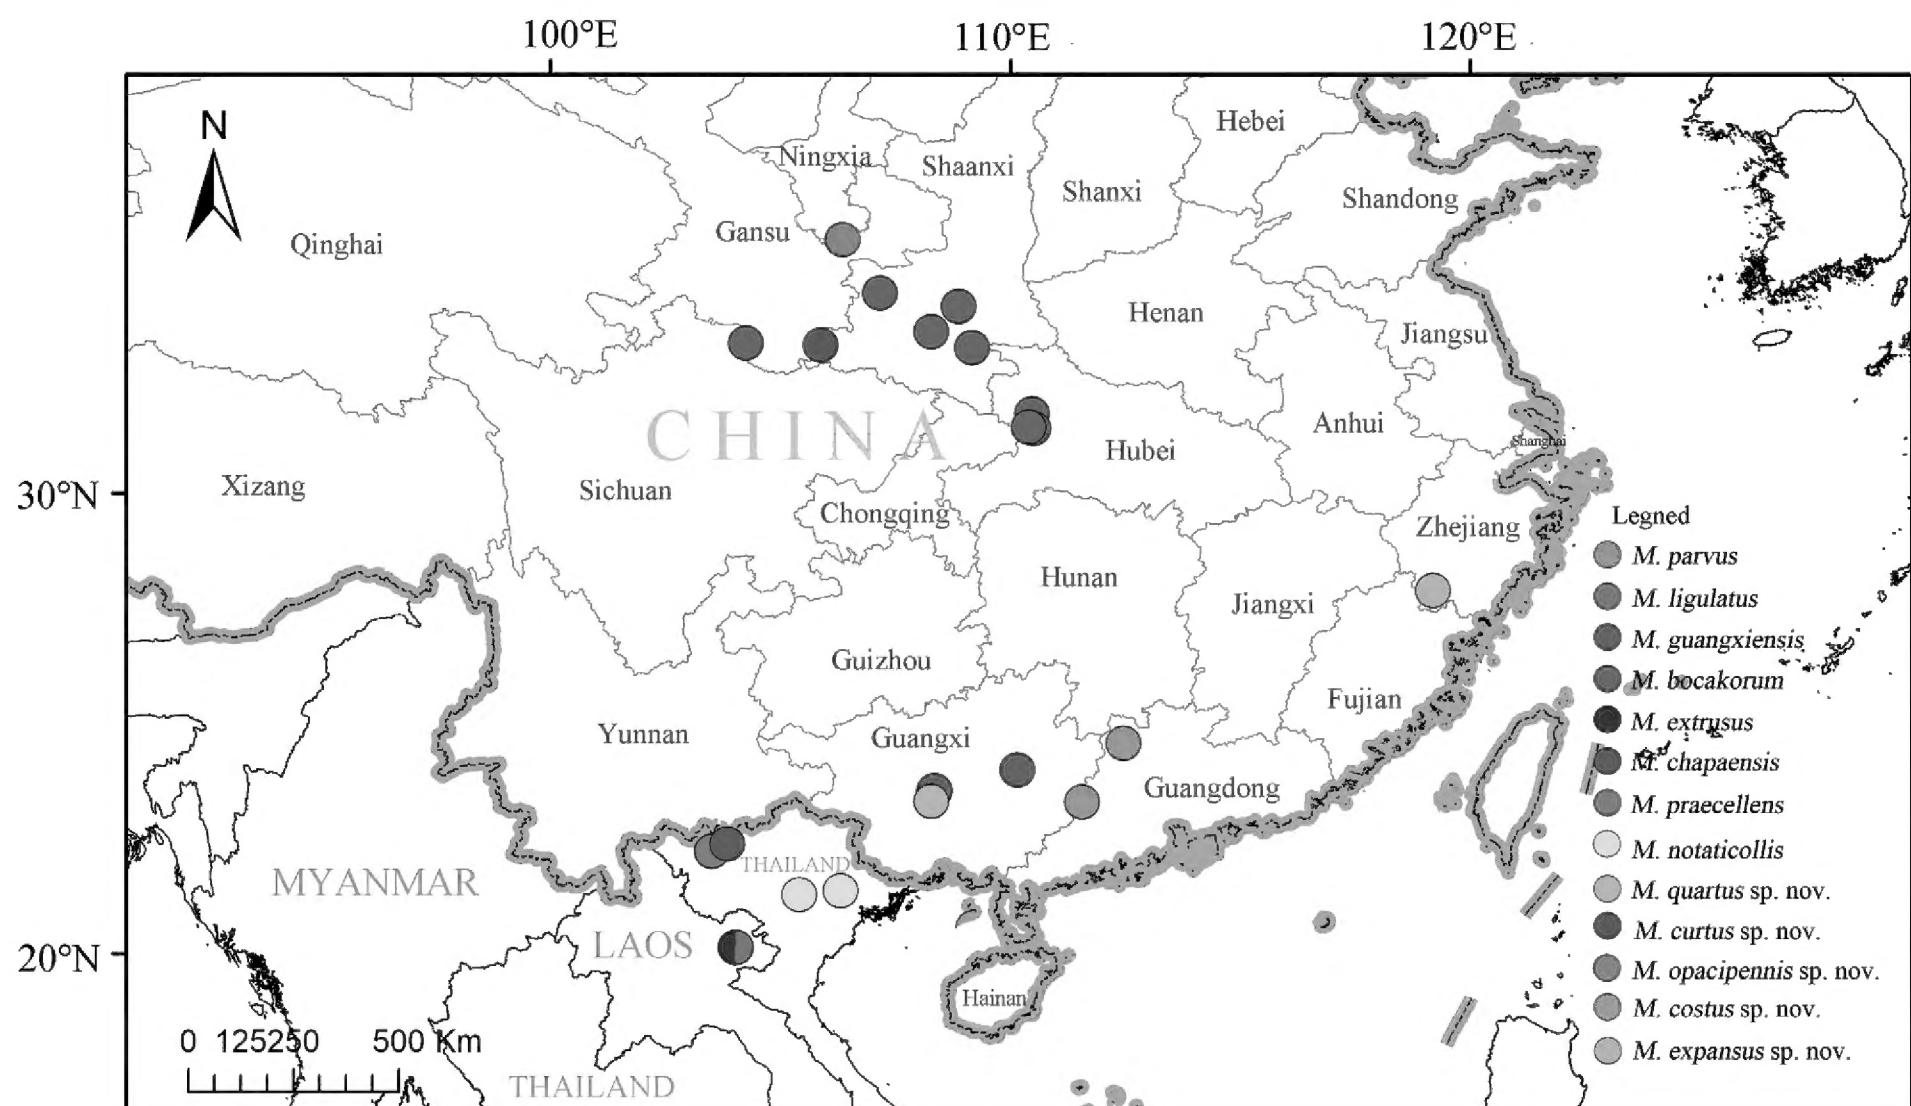 100°E 110°E 120°E
N
Hebei
Ningxia
Shaanxi
Shanxi
Shandong
Gansu
Qinghai
Henan
Jiangsu
CHINA
Anhui
Shanghai
Hubei
Xizang
Sichuan
30°N
Chongqing
Zhejiang
Hunan
Jiangxi
Guizhou
Fujian
Yunnan
Guangxi
Guangdong
THAILAND
MYANMAR
LAOS
20°N
Hainan
0 125250 500 Km
THAILAND
Legned
M. parvus
M. ligulatus
M. guangxiensis
M. bocakorum
M. extrusus
M. chapaensis
M. praecellens
M. notaticollis
M. quartus sp. nov.
M. curtus sp. nov.
M. opacipennis sp. nov.
M. costus sp. nov.
M. expansus sp. nov.